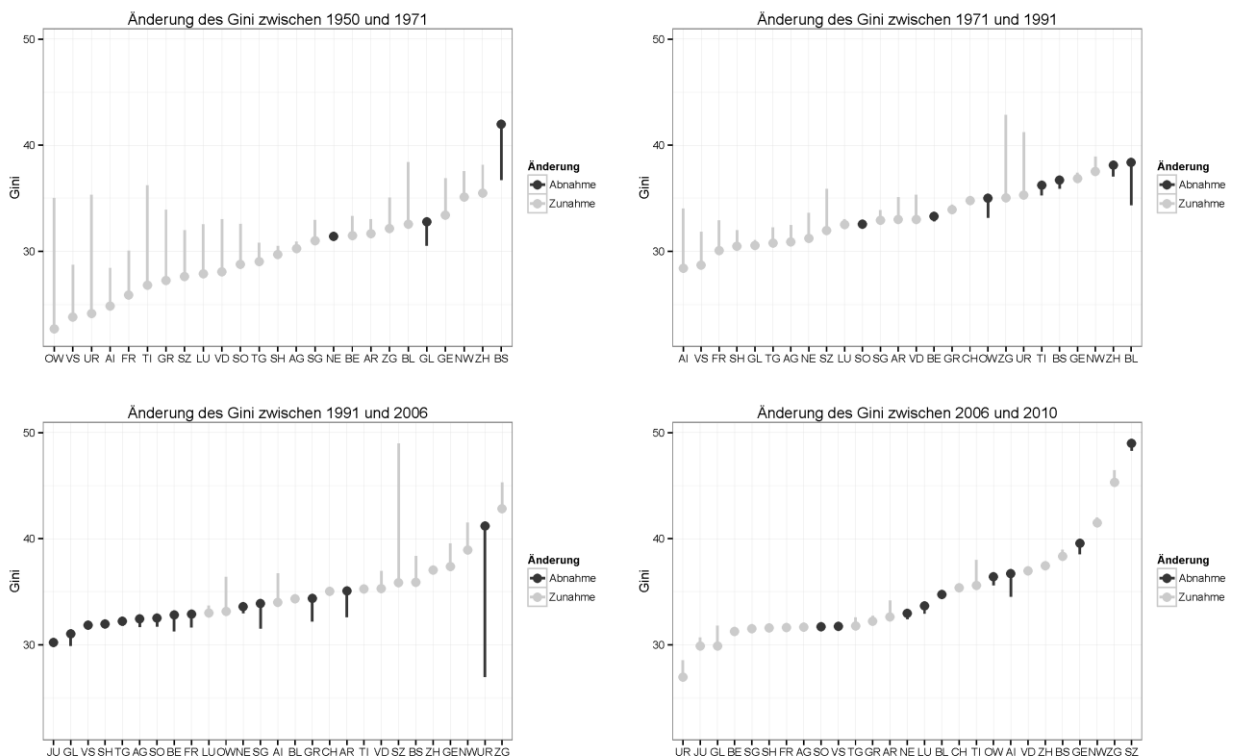 Änderung des Gini zwischen 1950 und 1971
50
40
30
Gini
OW VS UR AI FR TI GR SZ LU VD SO TG SH AG SG NE BE AR ZG BL GL GE NW ZH BS
Änderung
Abnahme
Zunahme
Änderung des Gini zwischen 1971 und 1991
50
40
30
Gini
AI VS FR SH GL TG AG NE SZ LU SO SG AR VD BE GR CH OW ZG UR TI BS GE NW ZH BL
Änderung
Abnahme
Zunahme
Änderung des Gini zwischen 1991 und 2006
50
40
30
Gini
JU GL VS SH TG AG SO BE FR LU OW NE SG AI BL GR CH AR TI VD SZ BS ZH GE NW UR ZG
Änderung
Abnahme
Zunahme
Änderung des Gini zwischen 2006 und 2010
50
40
30
Gini
UR JU GL BE SG SH FR AG SO VS TG GR AR NE LU BL CH TI OW AI VD ZH BS GE NW ZG SZ
Änderung
Abnahme
Zunahme